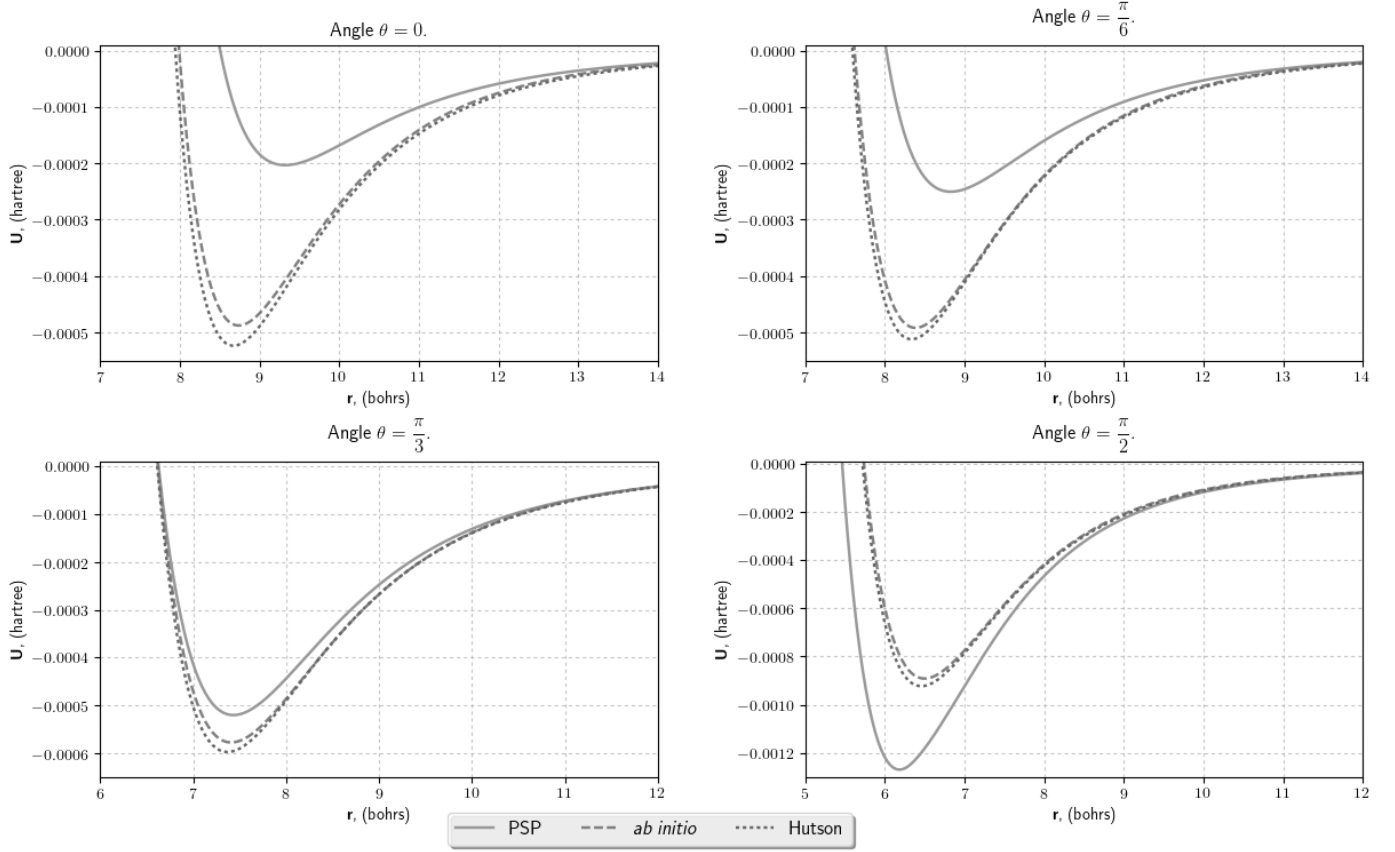 Angle θ = 0.
0.0000
−0.0001
−0.0002
−0.0003
−0.0004
−0.0005
U, (hartree)
7 8 9 10 11 12 13 14
r, (bohrs)
Angle θ = π/6.
0.0000
−0.0001
−0.0002
−0.0003
−0.0004
−0.0005
U, (hartree)
7 8 9 10 11 12 13 14
r, (bohrs)
Angle θ = π/3.
0.0000
−0.0001
−0.0002
−0.0003
−0.0004
−0.0005
−0.0006
U, (hartree)
6 7 8 9 10 11 12
r, (bohrs)
Angle θ = π/2.
0.0000
−0.0002
−0.0004
−0.0006
−0.0008
−0.0010
−0.0012
U, (hartree)
5 6 7 8 9 10 11 12
r, (bohrs)
PSP ab initio Hutson